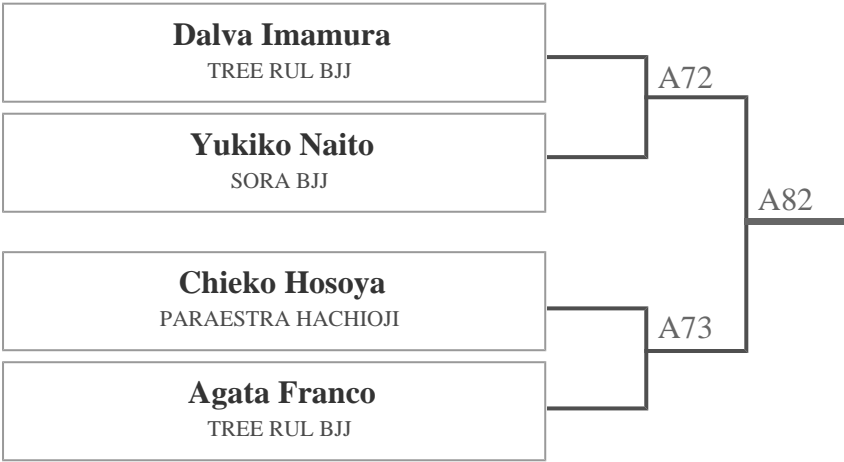 Dalva Imamura
TREE RUL BJJ
A72
Yukiko Naito
SORA BJJ
A82
Chieko Hosoya
PARAESTRA HACHIOJI
A73
Agata Franco
TREE RUL BJJ